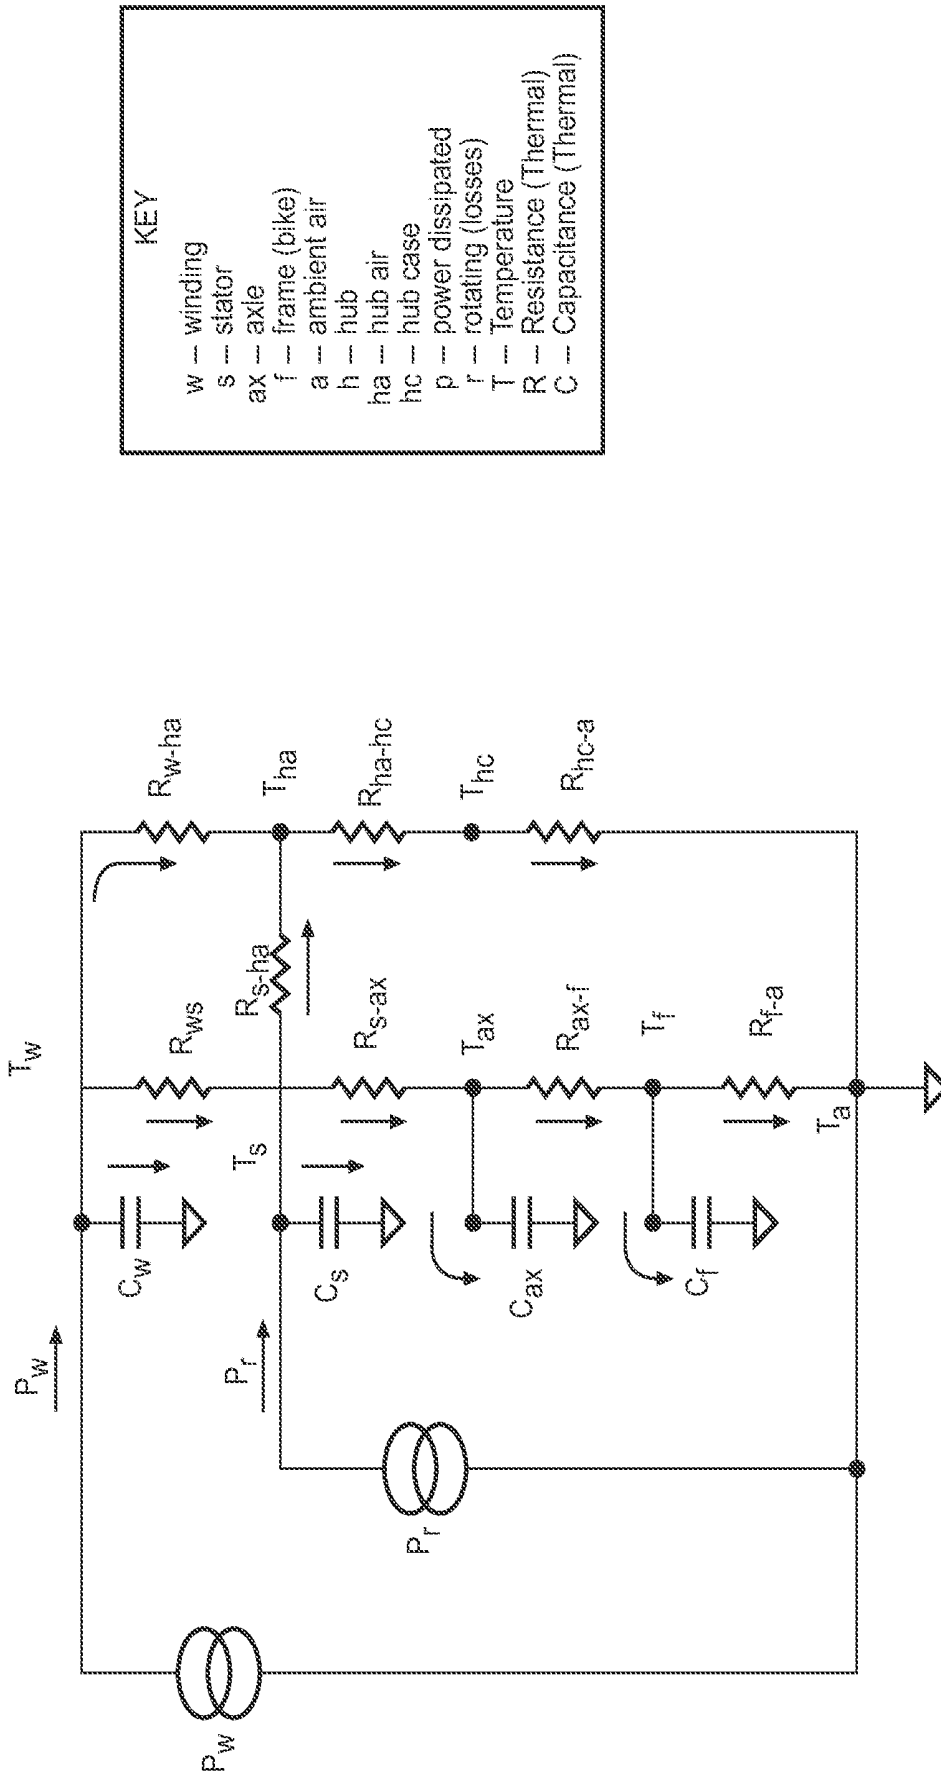 KEY
w -- winding
s -- stator
ax -- axle
f -- frame (bike)
a -- ambient air
h -- hub
ha -- hub air
hc -- hub case
p -- power dissipated
r -- rotating (losses)
T -- Temperature
R -- Resistance (Thermal)
C -- Capacitance (Thermal)
Tw
Pw
Rw-ha
Rws
Cw
Pw
Tha
Rs-ha
Ts
Pr
Rha-hc
Rs-ax
Cs
Pr
Thc
Tax
Rhc-a
Rax-f
Cax
Tf
Rf-a
Cf
Ta